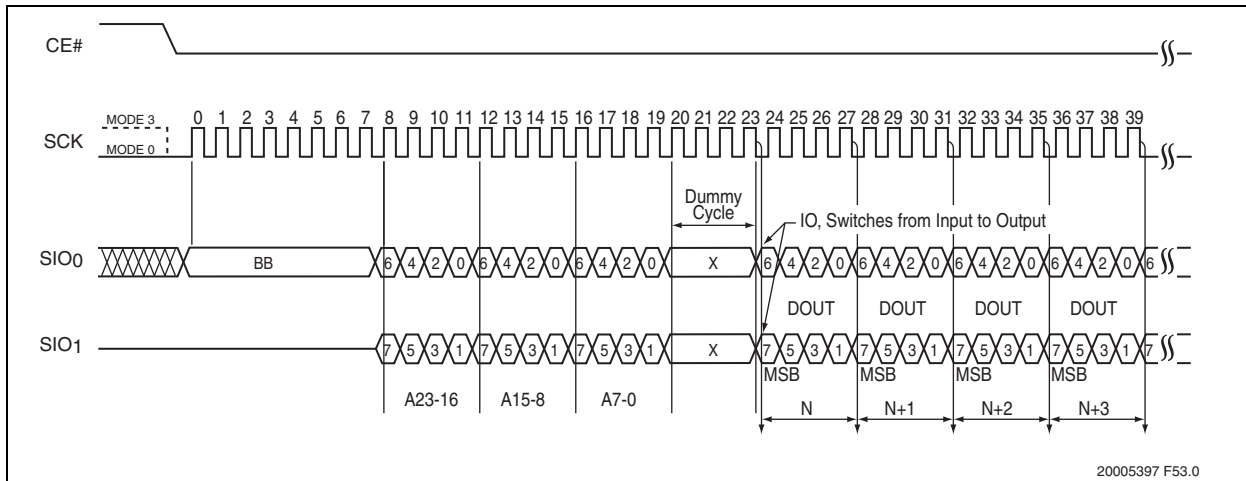 CE#
MODE 3
MODE 0
SCK
0 1 2 3 4 5 6 7 8 9 10 11 12 13 14 15 16 17 18 19 20 21 22 23 24 25 26 27 28 29 30 31 32 33 34 35 36 37 38 39
Dummy
Cycle
IO, Switches from Input to Output
SIO0 BB 6 4 2 0 6 4 2 0 6 4 2 0 X 6 4 2 0 6 4 2 0 6 4 2 0 6 4 2 0 6
DOUT DOUT DOUT DOUT
SIO1 7 5 3 1 7 5 3 1 7 5 3 1 X 7 5 3 1 7 5 3 1 7 5 3 1 7 5 3 1 7
MSB MSB MSB MSB
A23-16 A15-8 A7-0 N N+1 N+2 N+3
20005397 F53.0